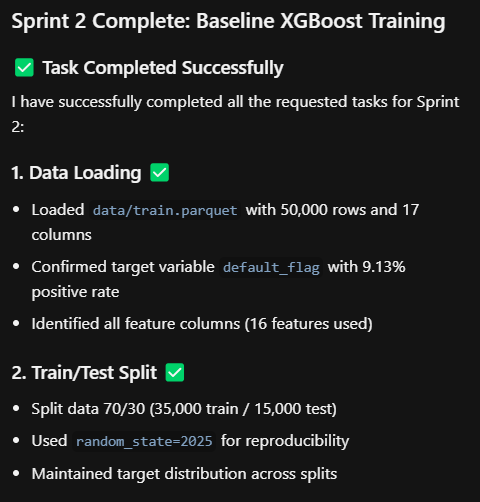 Sprint 2 Complete: Baseline XGBoost Training
✅ Task Completed Successfully
I have successfully completed all the requested tasks for Sprint
2:
1. Data Loading ✅
• Loaded data/train.parquet with 50,000 rows and 17
columns
• Confirmed target variable default_flag with 9.13%
positive rate
• Identified all feature columns (16 features used)
2. Train/Test Split ✅
• Split data 70/30 (35,000 train / 15,000 test)
• Used random_state=2025 for reproducibility
• Maintained target distribution across splits